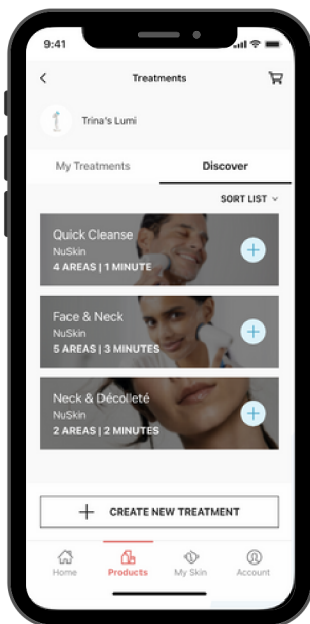 9:41
Treatments
Trina's Lumi
My Treatments Discover
SORT LIST
Quick Cleanse
NuSkin
4 AREAS | 1 MINUTE
Face & Neck
NuSkin
5 AREAS | 3 MINUTES
Neck & Décolleté
NuSkin
2 AREAS | 2 MINUTES
CREATE NEW TREATMENT
Home Products My Skin Account